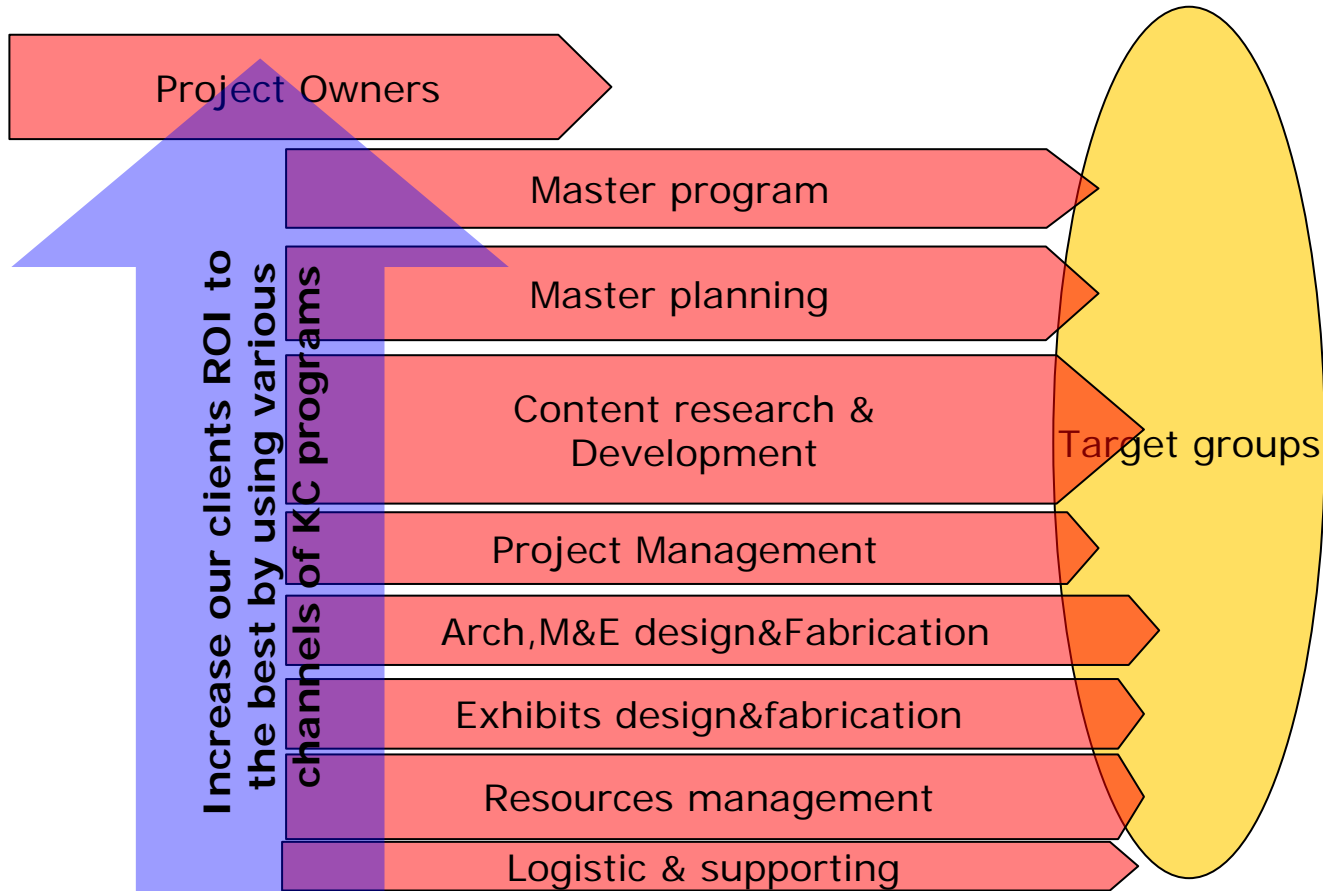 Project Owners
Master program
Master planning
Content research &
Development
Project Management
Arch,M&E design&Fabrication
Exhibits design&fabrication
Resources management
Logistic & supporting
Increase our clients ROI to
the best by using various
channels of KC programs
Target groups